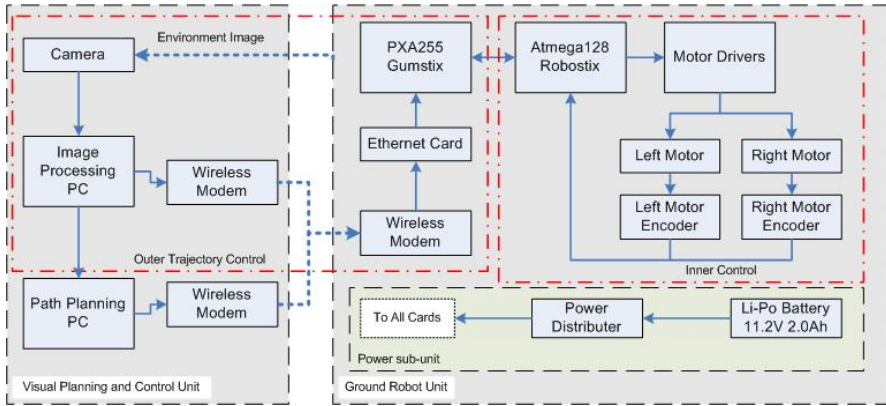 Camera
Environment Image
Image
Processing
PC
Wireless
Modem
Outer Trajectory Control
Path Planning
PC
Wireless
Modem
Visual Planning and Control Unit
PXA255
Gumstix
Ethernet Card
Wireless
Modem
Atmega128
Robostix
Motor Drivers
Left Motor
Right Motor
Left Motor
Encoder
Right Motor
Encoder
Inner Control
To All Cards
Power
Distributer
Li-Po Battery
11.2V 2.0Ah
Power sub-unit
Ground Robot Unit